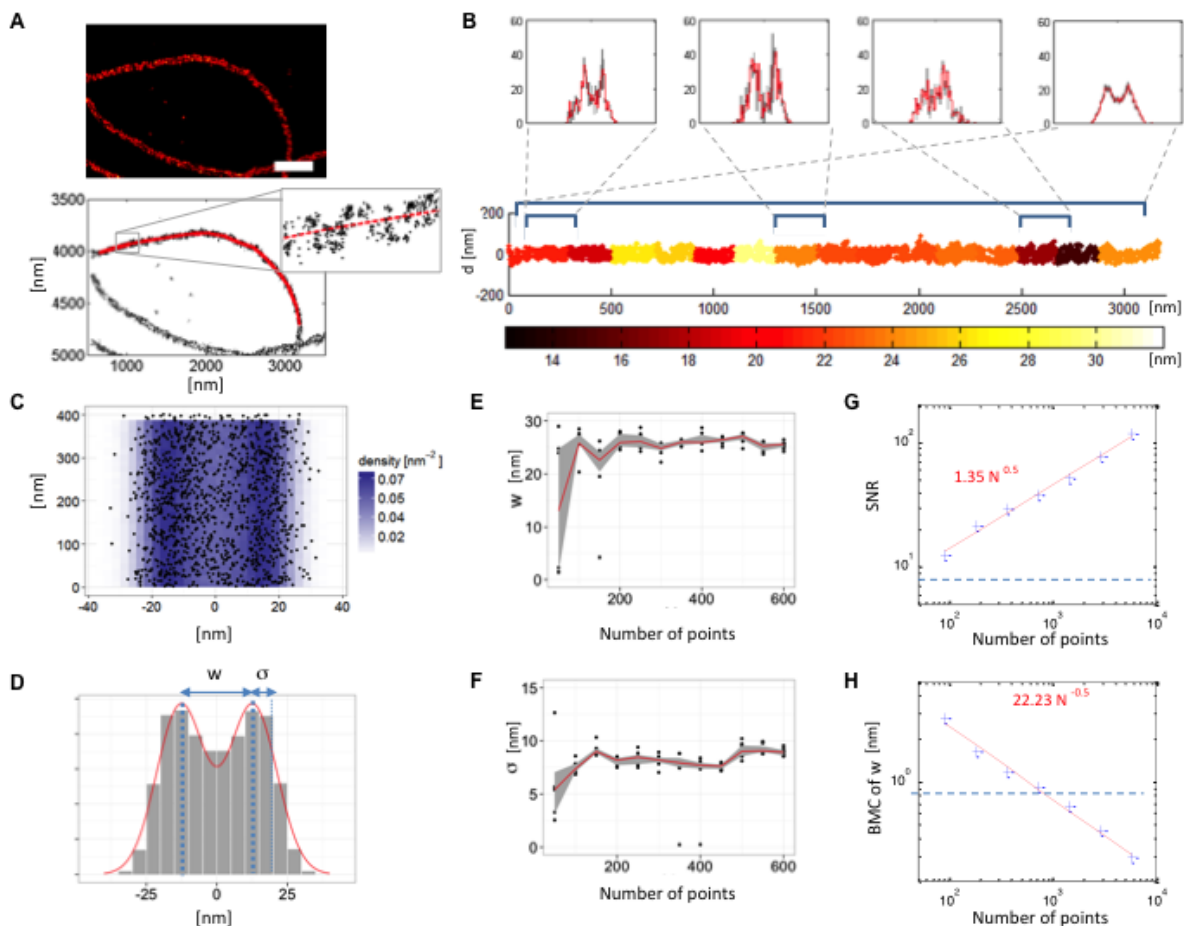 A
3500
4000
4500
5000
[nm]
1000 2000 3000
[nm]
B
60 60 60 60
40 40 40 40
20 20 20 20
0 0 0 0
200
0
-200
d [nm]
0 500 1000 1500 2000 2500 3000 [nm]
14 16 18 20 22 24 26 28 30 [nm]
C
400
300
200
100
0
[nm]
-40 -20 0 20 40
[nm]
density [nm⁻²]
0.07
0.05
0.04
0.02
D
w σ
-25 0 25
[nm]
E
30
20
10
0
w [nm]
200 400 600
Number of points
F
15
10
5
0
σ [nm]
200 400 600
Number of points
G
10²
10¹
SNR
1.35 N^0.5
10² 10³ 10⁴
Number of points
H
10⁰
BMC of w [nm]
22.23 N^-0.5
10² 10³ 10⁴
Number of points